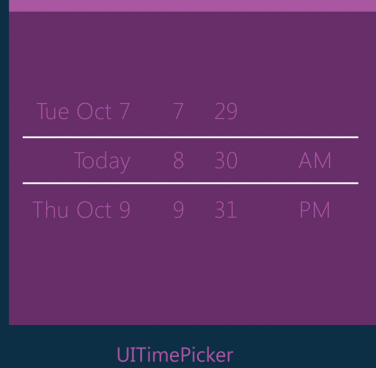 Tue Oct 7 7 29
Today 8 30 AM
Thu Oct 9 9 31 PM
UITimePicker